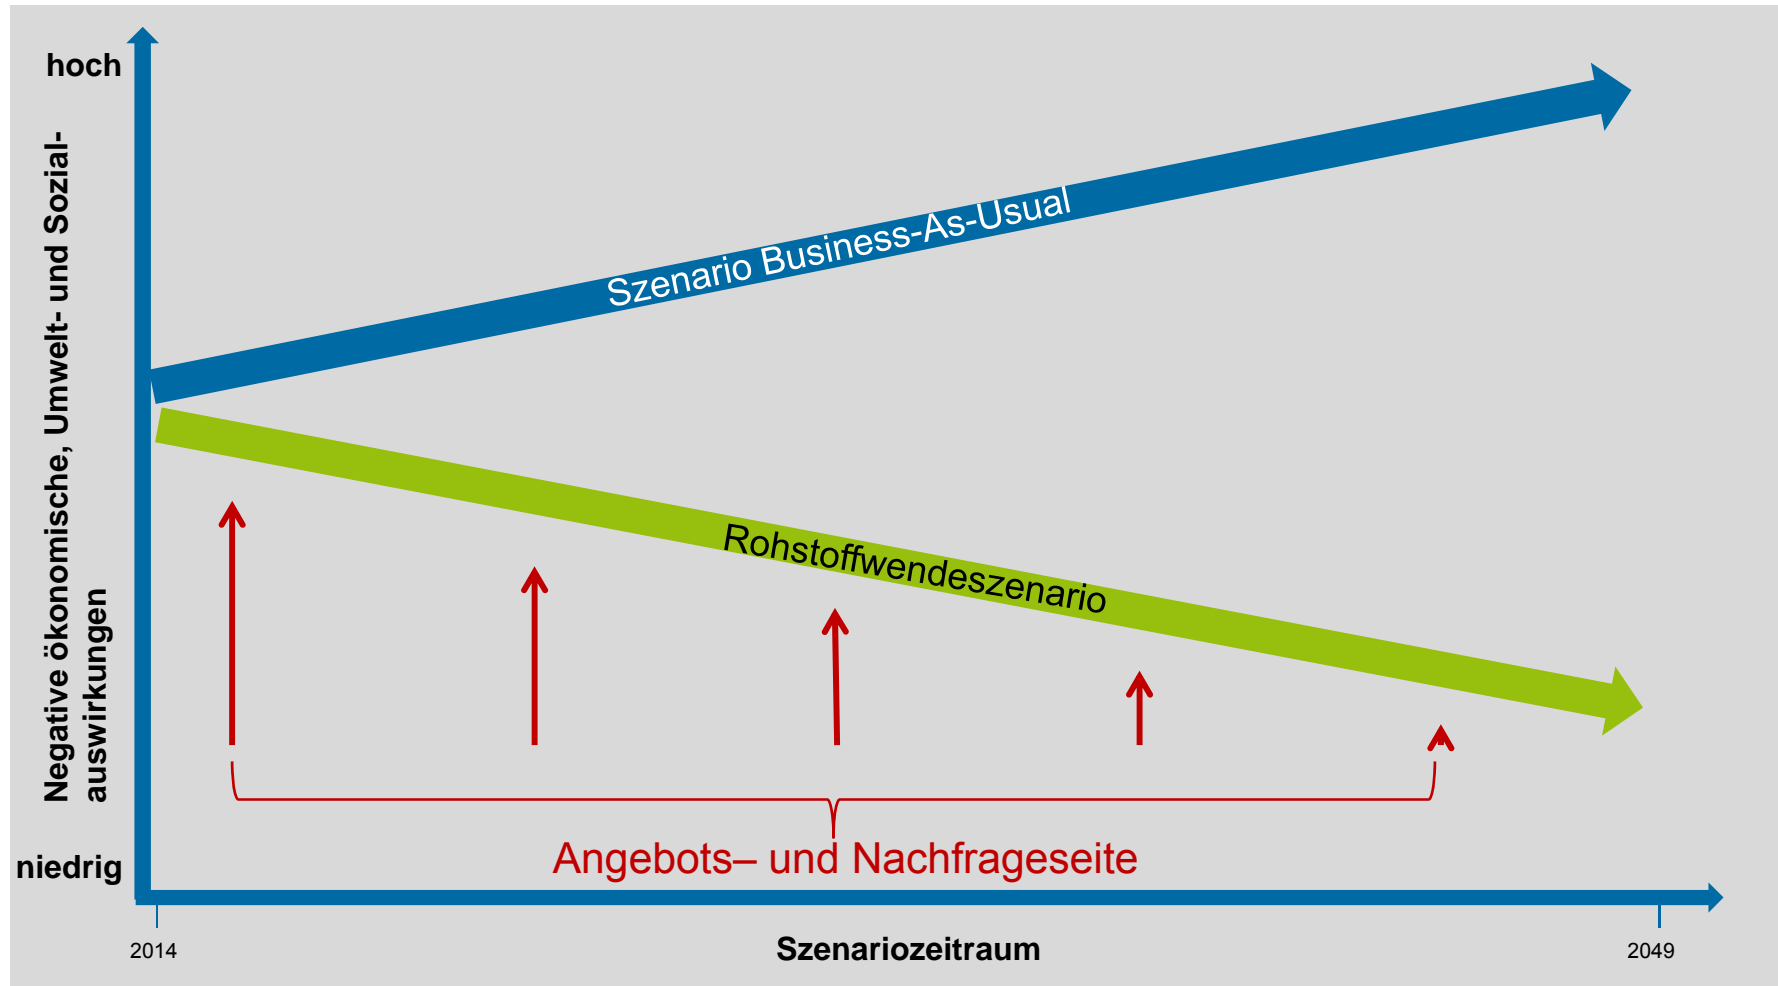 hoch
Negative ökonomische, Umwelt- und Sozial-
auswirkungen
niedrig
Szenario Business-As-Usual
Rohstoffwendeszenario
Angebots– und Nachfrageseite
2014
Szenariozeitraum
2049